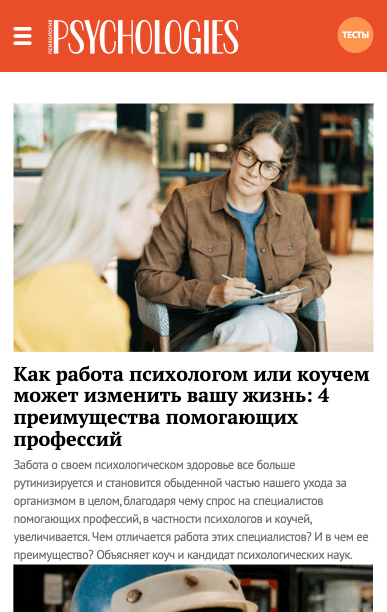 ПСИХОЛОГИЯ
PSYCHOLOGIES
ТЕСТЫ
Как работа психологом или коучем
может изменить вашу жизнь: 4
преимущества помогающих
профессий
Забота о своем психологическом здоровье все больше
рутинизируется и становится обыденной частью нашего ухода за
организмом в целом, благодаря чему спрос на специалистов
помогающих профессий, в частности психологов и коучей,
увеличивается. Чем отличается работа этих специалистов? И в чем ее
преимущество? Объясняет коуч и кандидат психологических наук.